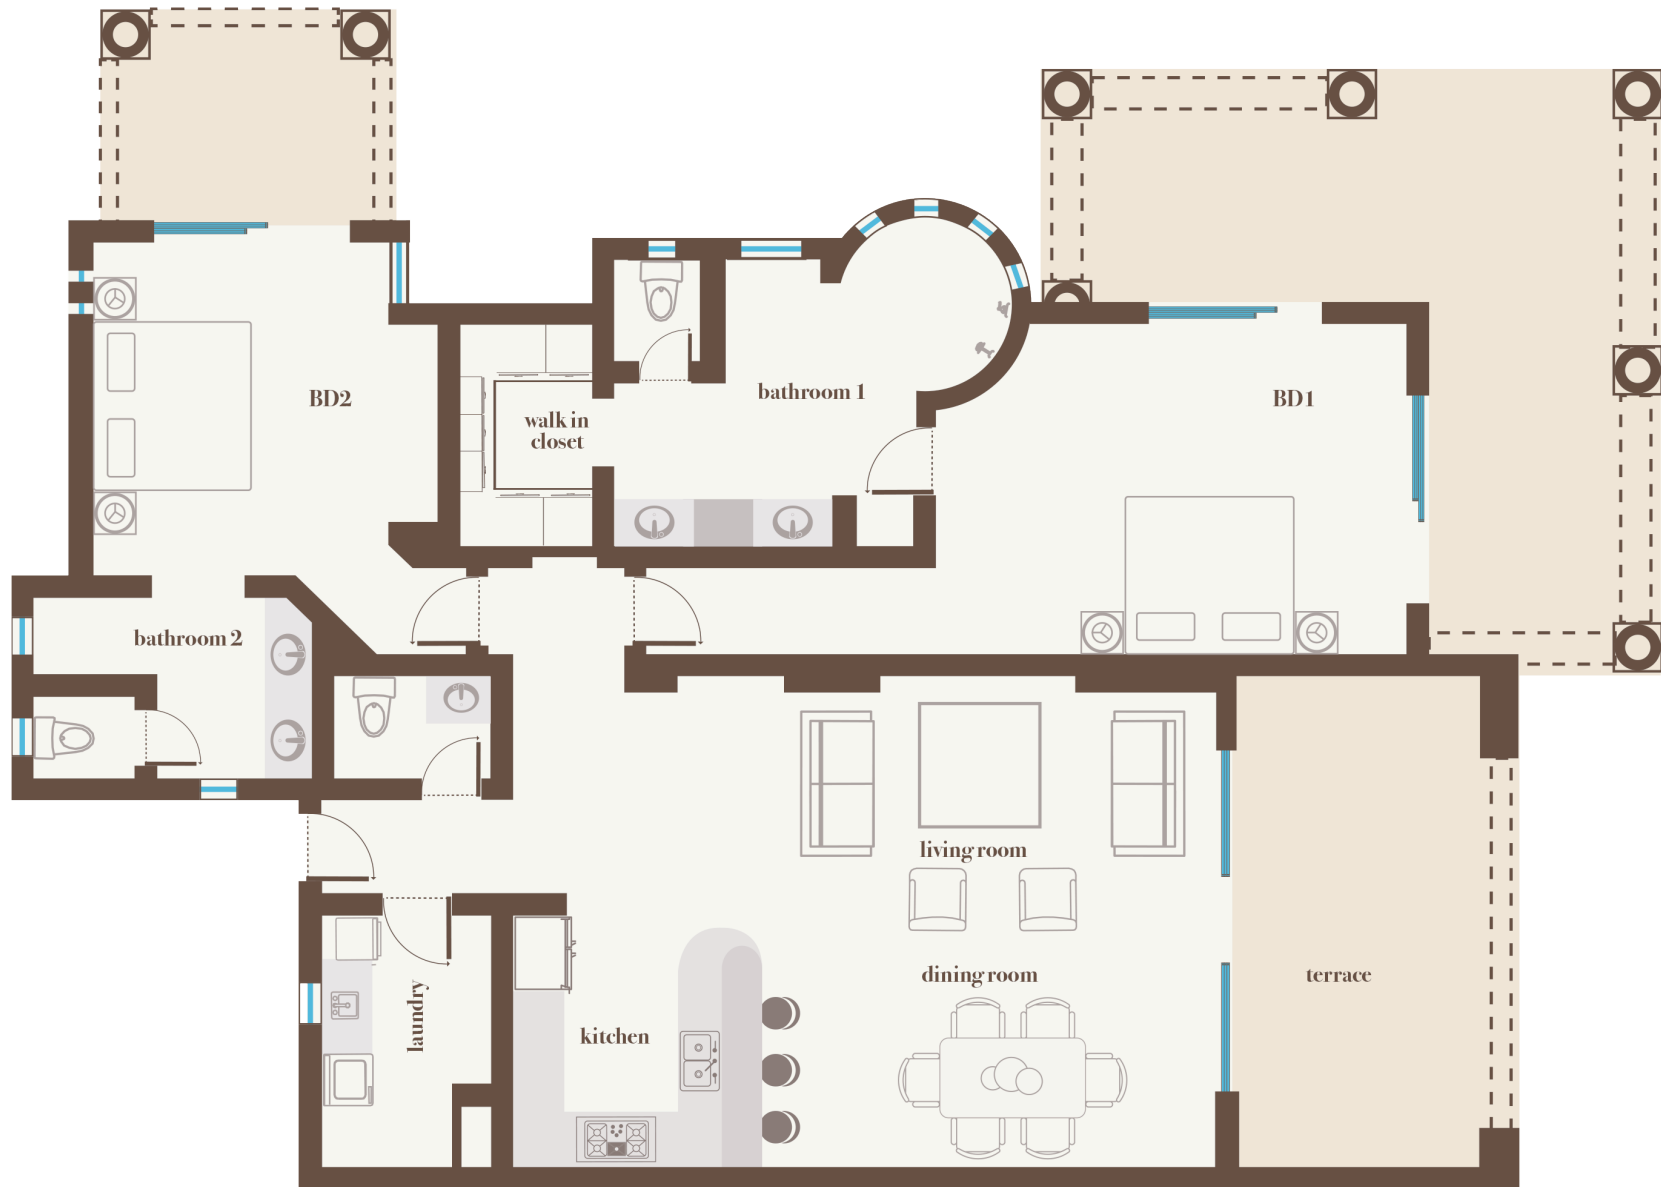 BD2
walk in
closet
bathroom 1
BD1
bathroom 2
living room
dining room
terrace
laundry
kitchen